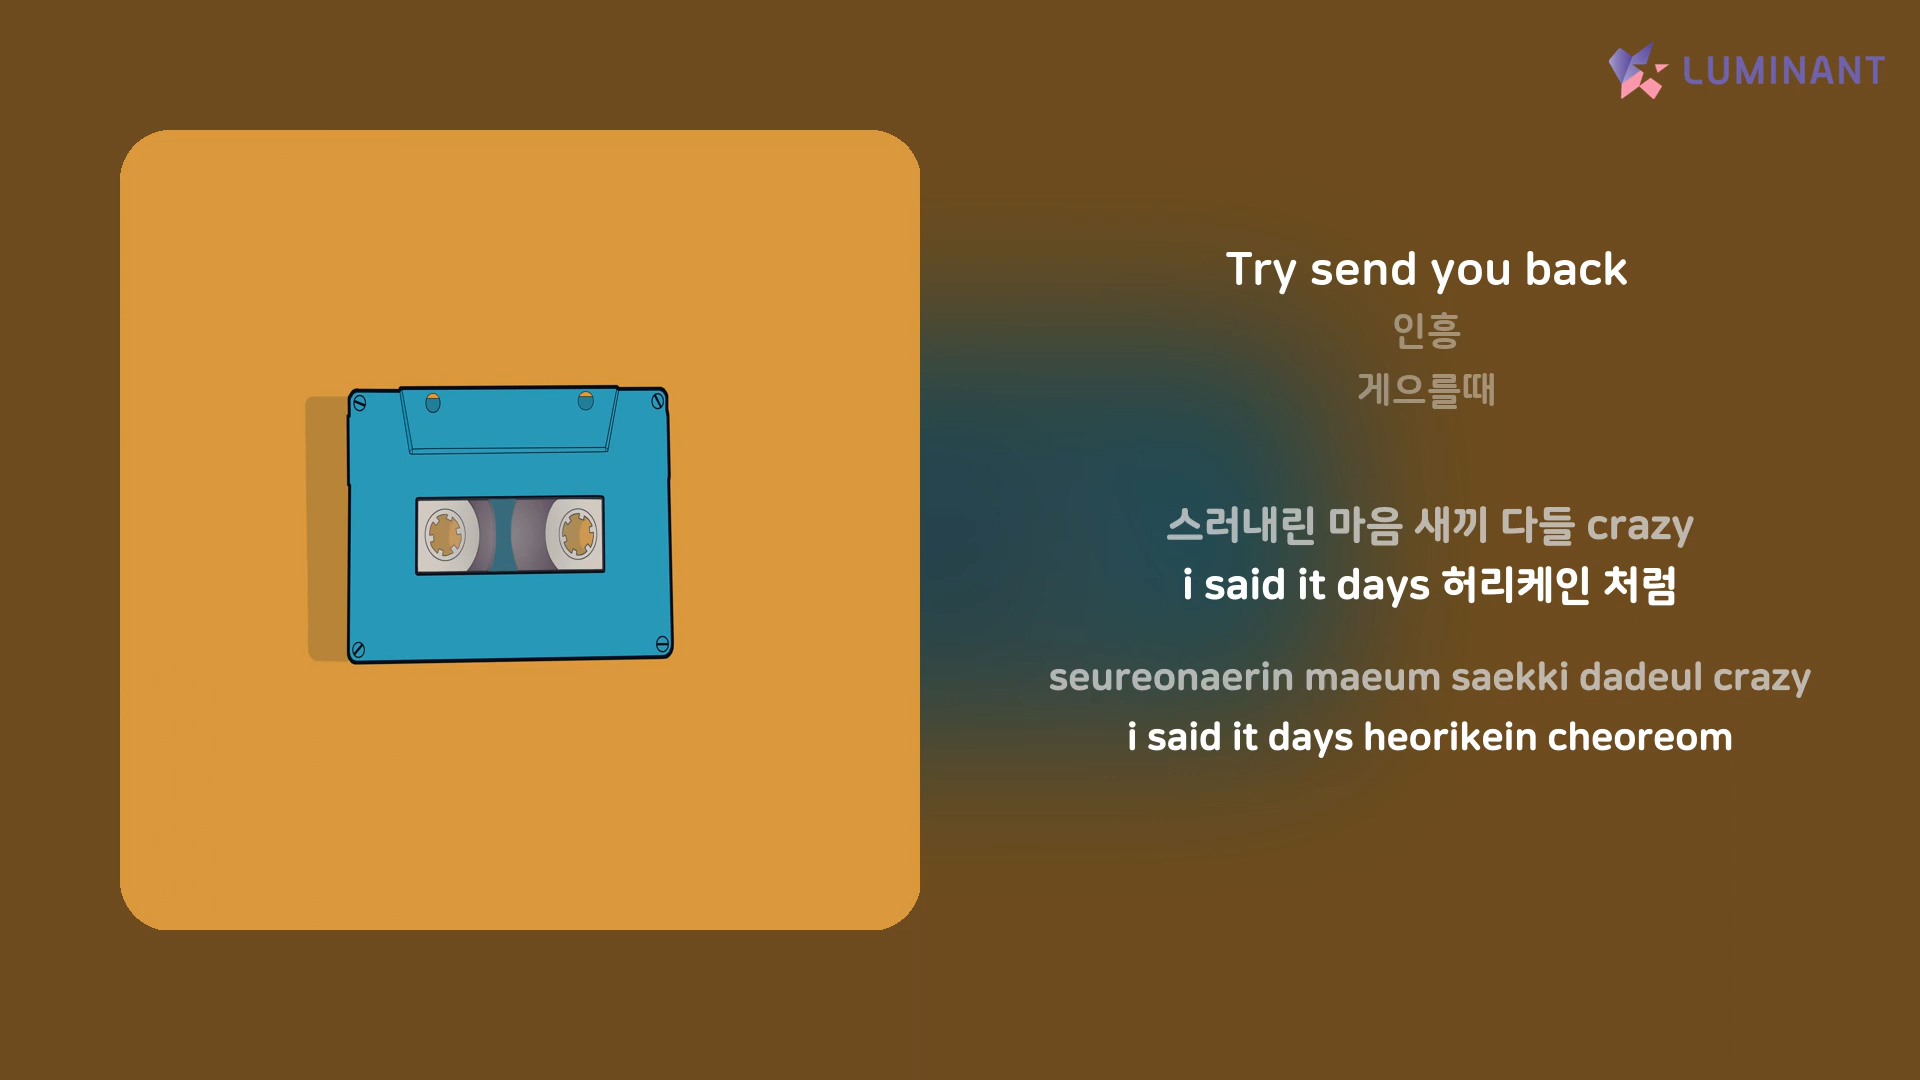 LUMINANT
Try send you back
인흥
게으를때
스러내린 마음 새끼 다들 crazy
i said it days 허리케인 처럼
seureonaerin maeum saekki dadeul crazy
i said it days heorikein cheoreom